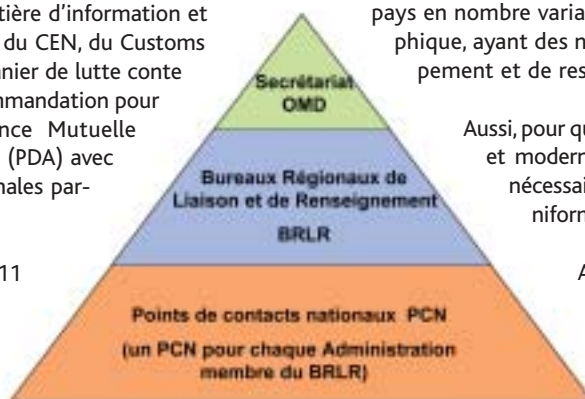 tière d'information et
du CEN, du Customs
nier de lutte conte
mmandation pour
nce Mutuelle
(PDA) avec
nales par-
11
Secrétariat
OMD
Bureaux Régionaux de
Liaison et de Renseignement
BRLR
Points de contacts nationaux PCN
(un PCN pour chaque Administration
membre du BRLR)
pays en nombre varia
phique, ayant des n
pement et de res
Aussi, pour qu
et modern
nécessai
niform
A